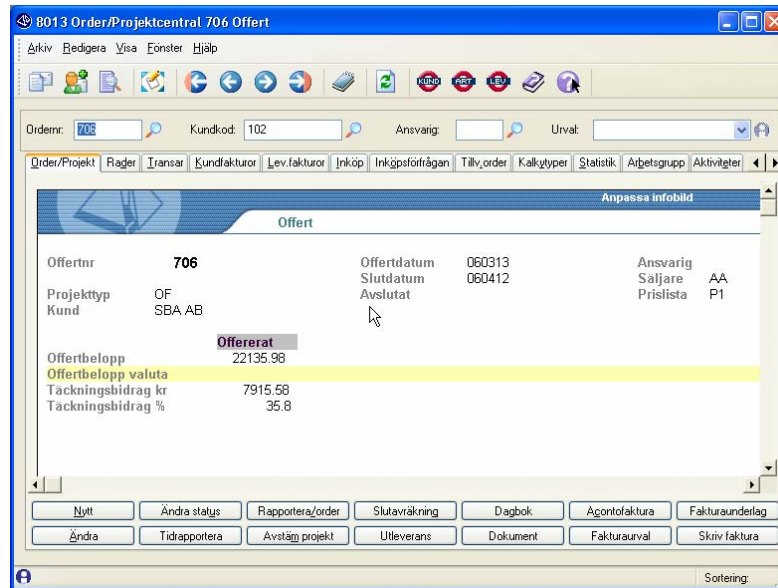 8013 Order/Projektcentral 706 Offert
Arkiv Redigera Visa Fönster Hjälp
KUND ART LEV
Ordernr: 706 Kundkod: 102 Ansvarig: Urval:
Order/Projekt Rader Transar Kundfakturor Lev.fakturor Inköp Inköpsförfrågan Tillv.order Kalkytyper Statistik Arbetsgrupp Aktiviteter
Anpassa infobild
Offert
Offertnr 706 Offertdatum 060313 Ansvarig
Slutdatum 060412 Säljare AA
Projekttyp OF Avslutat Prislista P1
Kund SBA AB
Offererat
Offertbelopp 22135.98
Offertbelopp valuta
Täckningsbidrag kr 7915.58
Täckningsbidrag % 35.8
Nytt Ändra status Rapportera/order Slutavräkning Dagbok Acontofaktura Fakturaunderlag
Ändra Tidrapportera Avstäm projekt Utleverans Dokument Fakturaurval Skriv faktura
Sortering: